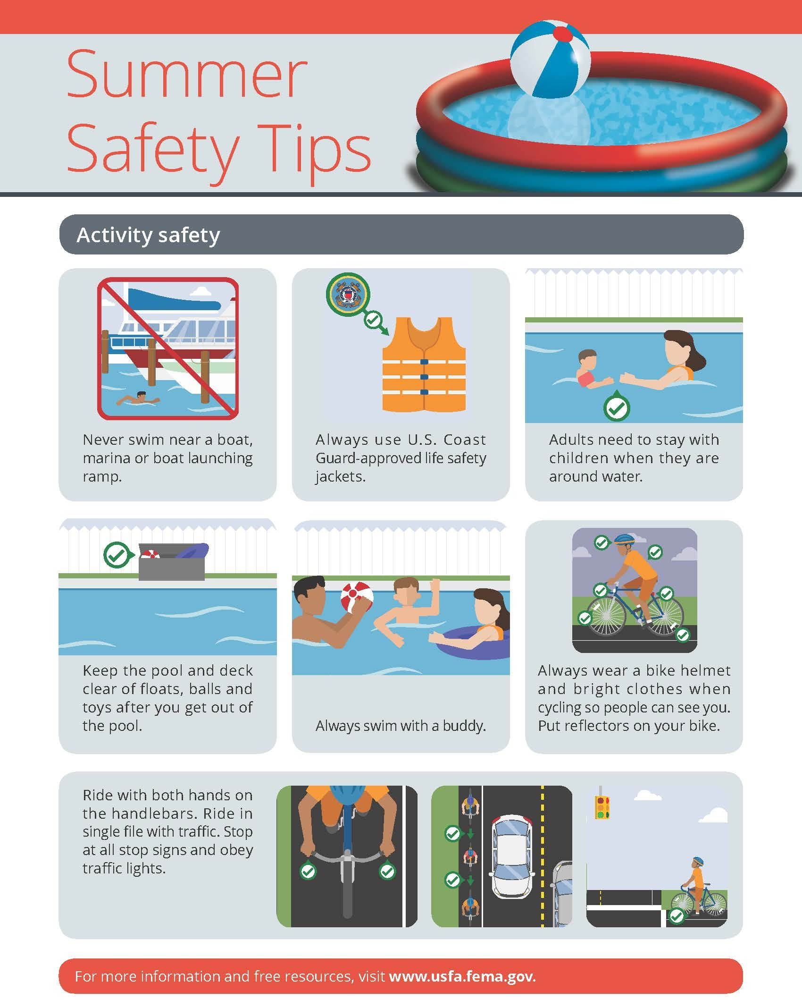 Summer
Safety Tips
Activity safety
Never swim near a boat,
marina or boat launching
ramp.
Always use U.S. Coast
Guard-approved life safety
jackets.
Adults need to stay with
children when they are
around water.
Keep the pool and deck
clear of floats, balls and
toys after you get out of
the pool.
Always swim with a buddy.
Always wear a bike helmet
and bright clothes when
cycling so people can see you.
Put reflectors on your bike.
Ride with both hands on
the handlebars. Ride in
single file with traffic. Stop
at all stop signs and obey
traffic lights.
For more information and free resources, visit www.usfa.fema.gov.